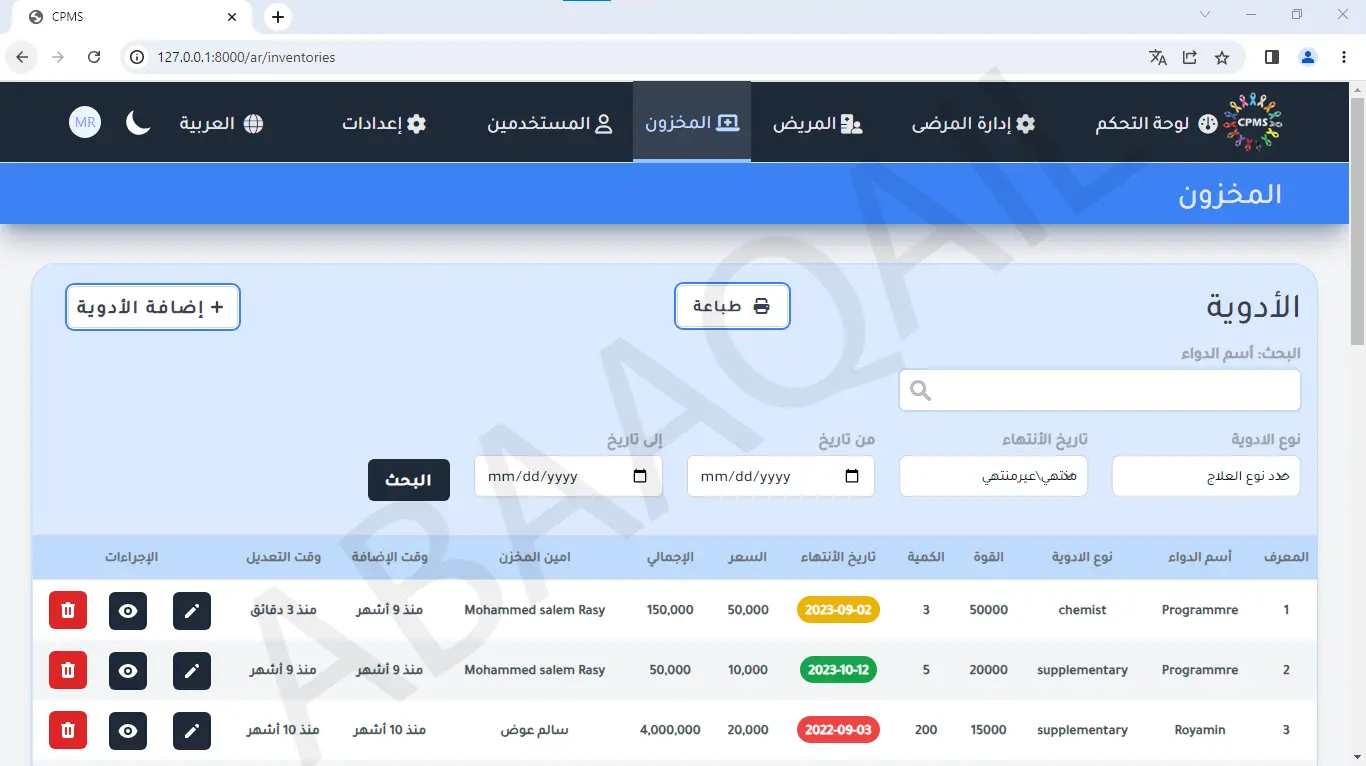 CPMS
127.0.0.1:8000/ar/inventories
CPMS
لوحة التحكم
إدارة المرضى
المريض
المخزون
المستخدمين
إعدادات
العربية
MR
المخزون
الأدوية
طباعة
+ إضافة الأدوية
البحث: أسم الدواء
نوع الادوية تاريخ الأنتهاء من تاريخ إلى تاريخ
حدد نوع العلاج منتهي\غيرمنتهي mm/dd/yyyy mm/dd/yyyy البحث
المعرف أسم الدواء نوع الادوية القوة الكمية تاريخ الأنتهاء السعر الإجمالي امين المخزن وقت الإضافة وقت التعديل الإجراءات
1 Programmre chemist 50000 3 2023-09-02 50,000 150,000 Mohammed salem Rasy منذ 9 أشهر منذ 3 دقائق
2 Programmre supplementary 20000 5 2023-10-12 10,000 50,000 Mohammed salem Rasy منذ 9 أشهر منذ 9 أشهر
3 Royamin supplementary 15000 200 2022-09-03 20,000 4,000,000 سالم عوض منذ 10 أشهر منذ 10 أشهر
ABAAQAIL